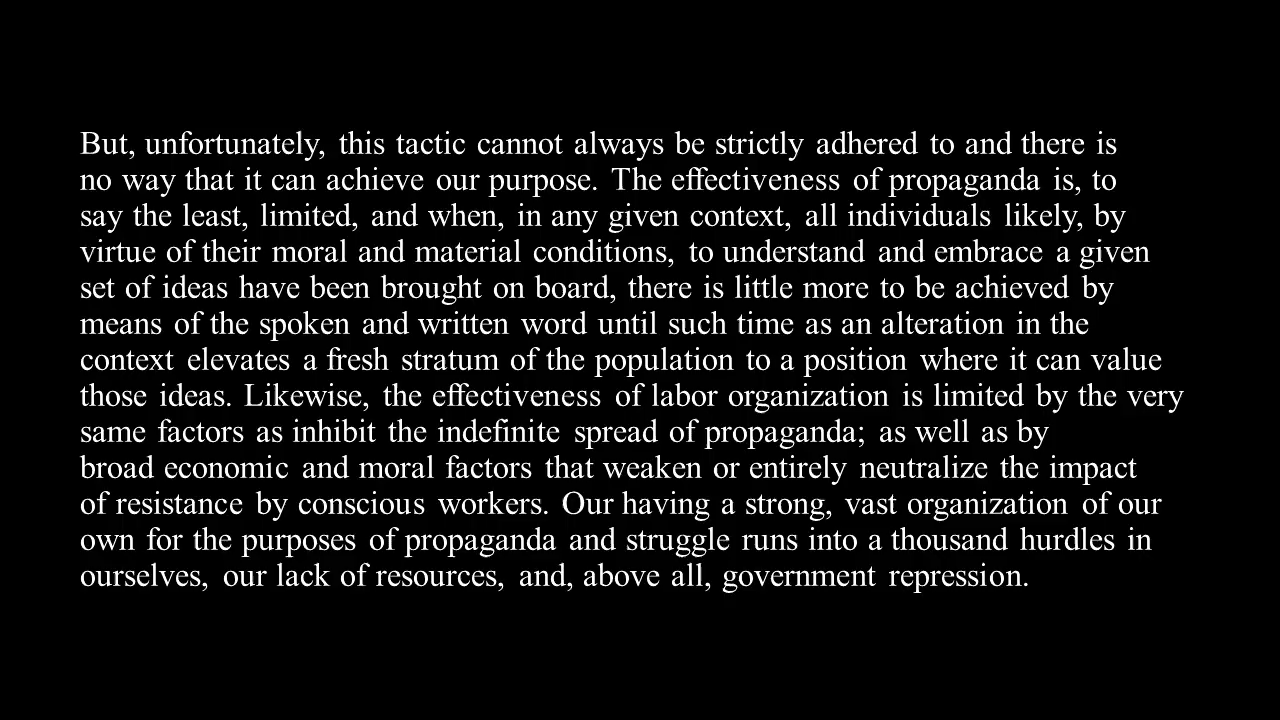 But, unfortunately, this tactic cannot always be strictly adhered to and there is
no way that it can achieve our purpose. The effectiveness of propaganda is, to
say the least, limited, and when, in any given context, all individuals likely, by
virtue of their moral and material conditions, to understand and embrace a given
set of ideas have been brought on board, there is little more to be achieved by
means of the spoken and written word until such time as an alteration in the
context elevates a fresh stratum of the population to a position where it can value
those ideas. Likewise, the effectiveness of labor organization is limited by the very
same factors as inhibit the indefinite spread of propaganda; as well as by
broad economic and moral factors that weaken or entirely neutralize the impact
of resistance by conscious workers. Our having a strong, vast organization of our
own for the purposes of propaganda and struggle runs into a thousand hurdles in
ourselves, our lack of resources, and, above all, government repression.